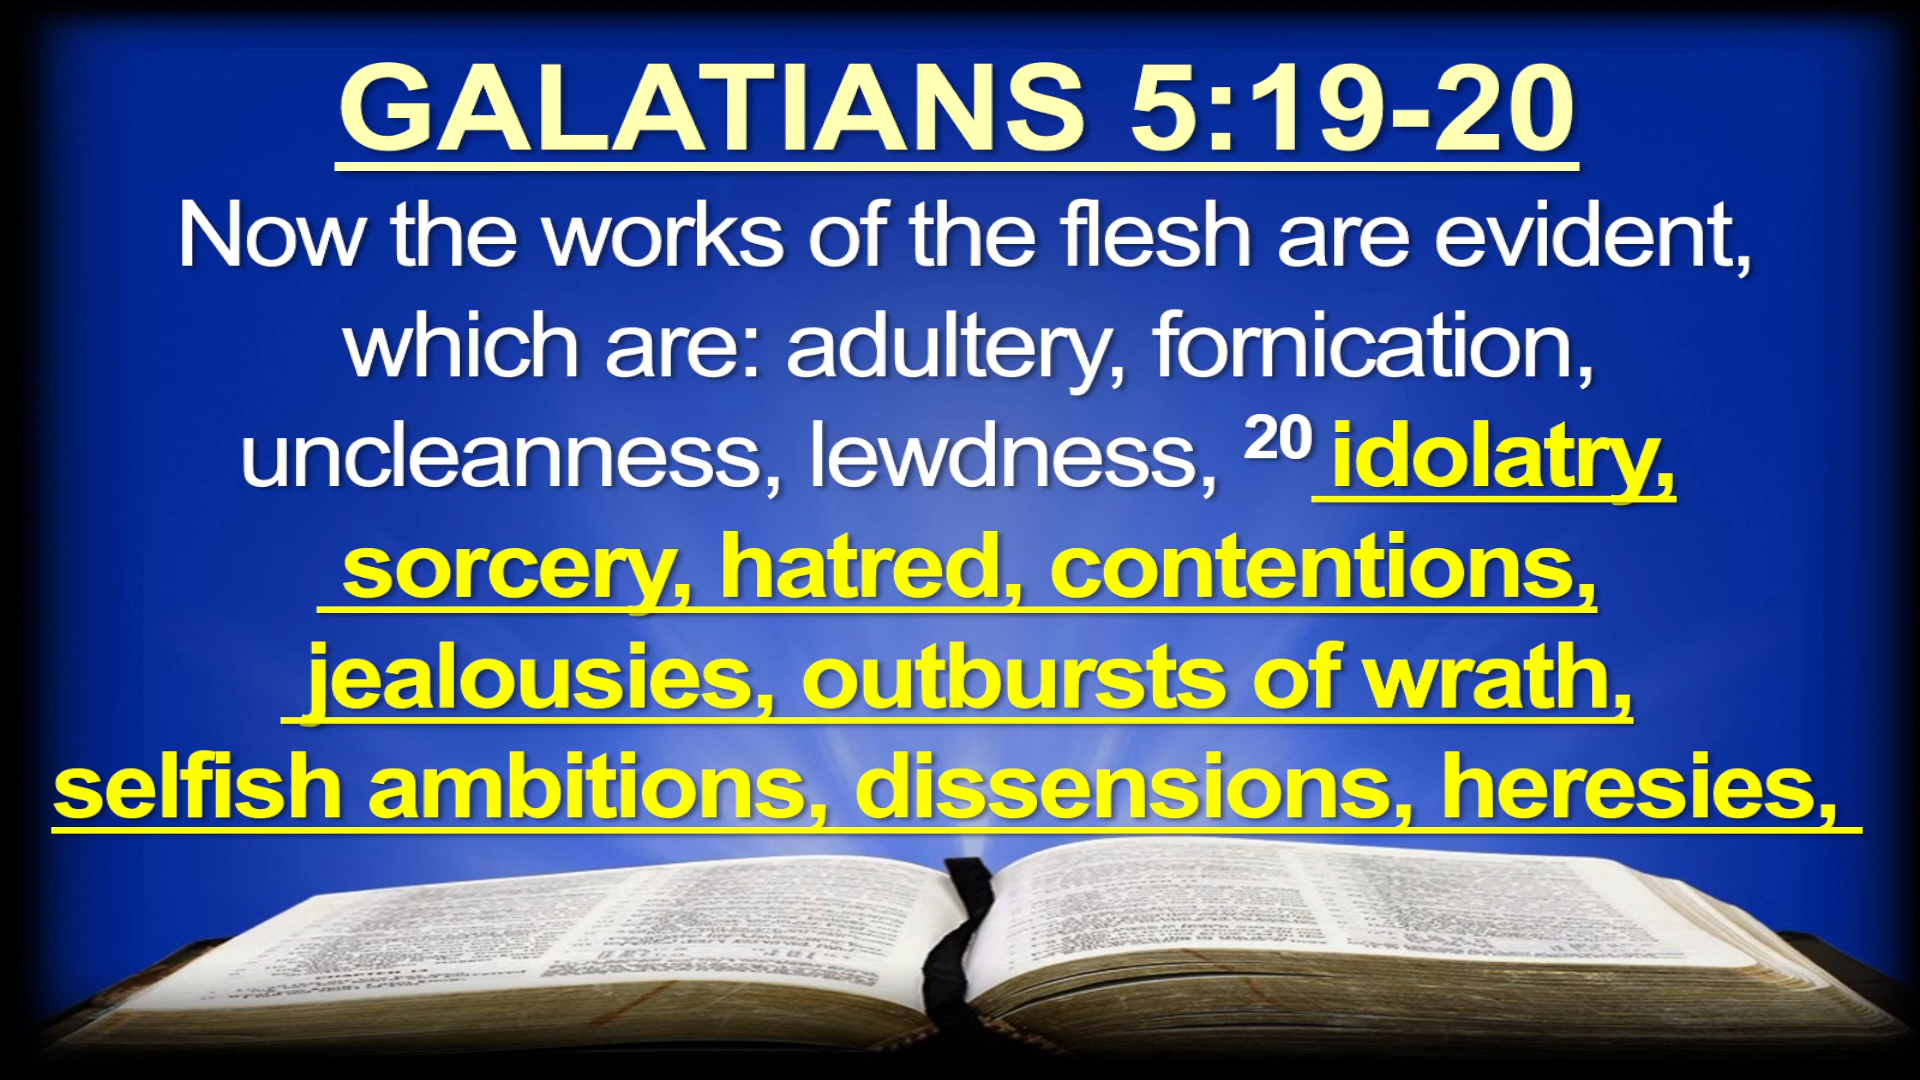 GALATIANS 5:19-20
Now the works of the flesh are evident,
which are: adultery, fornication,
uncleanness, lewdness, 20 idolatry,
sorcery, hatred, contentions,
jealousies, outbursts of wrath,
selfish ambitions, dissensions, heresies,